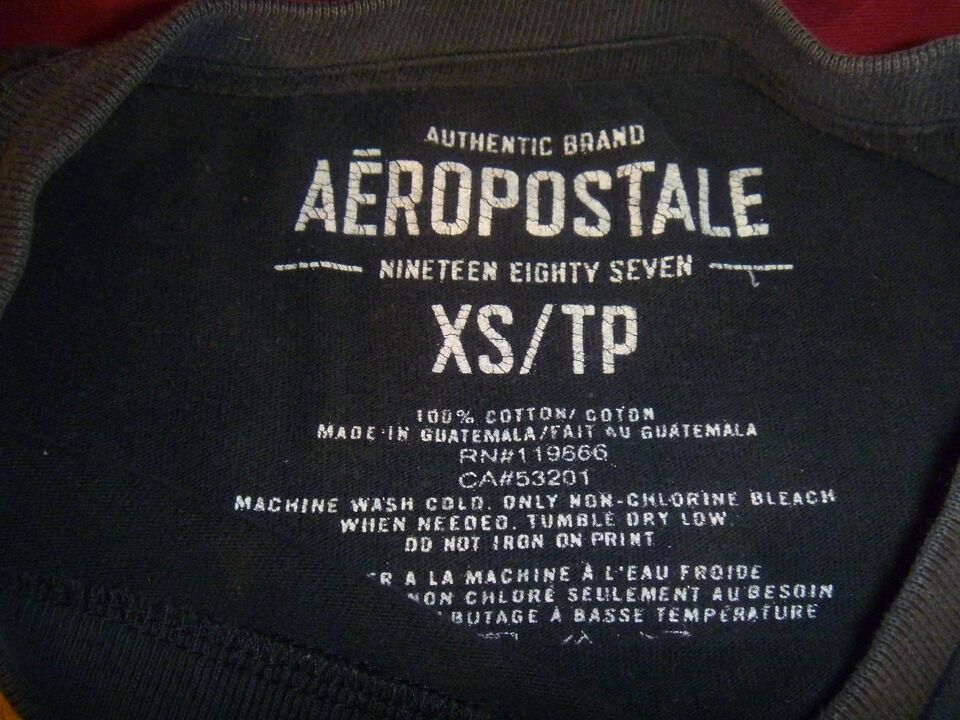 AUTHENTIC BRAND
AÉROPOSTALE
NINETEEN EIGHTY SEVEN
XS/TP
100% COTTON/COTON
MADE IN GUATEMALA/FAIT AU GUATEMALA
RN#119666
CA#53201
MACHINE WASH COLD. ONLY NON-CHLORINE BLEACH
WHEN NEEDED. TUMBLE DRY LOW.
DO NOT IRON ON PRINT
ER A LA MACHINE À L'EAU FROIDE
NON CHLORÉ SEULEMENT AU BESOIN
BUTAGE À BASSE TEMPÉRATURE